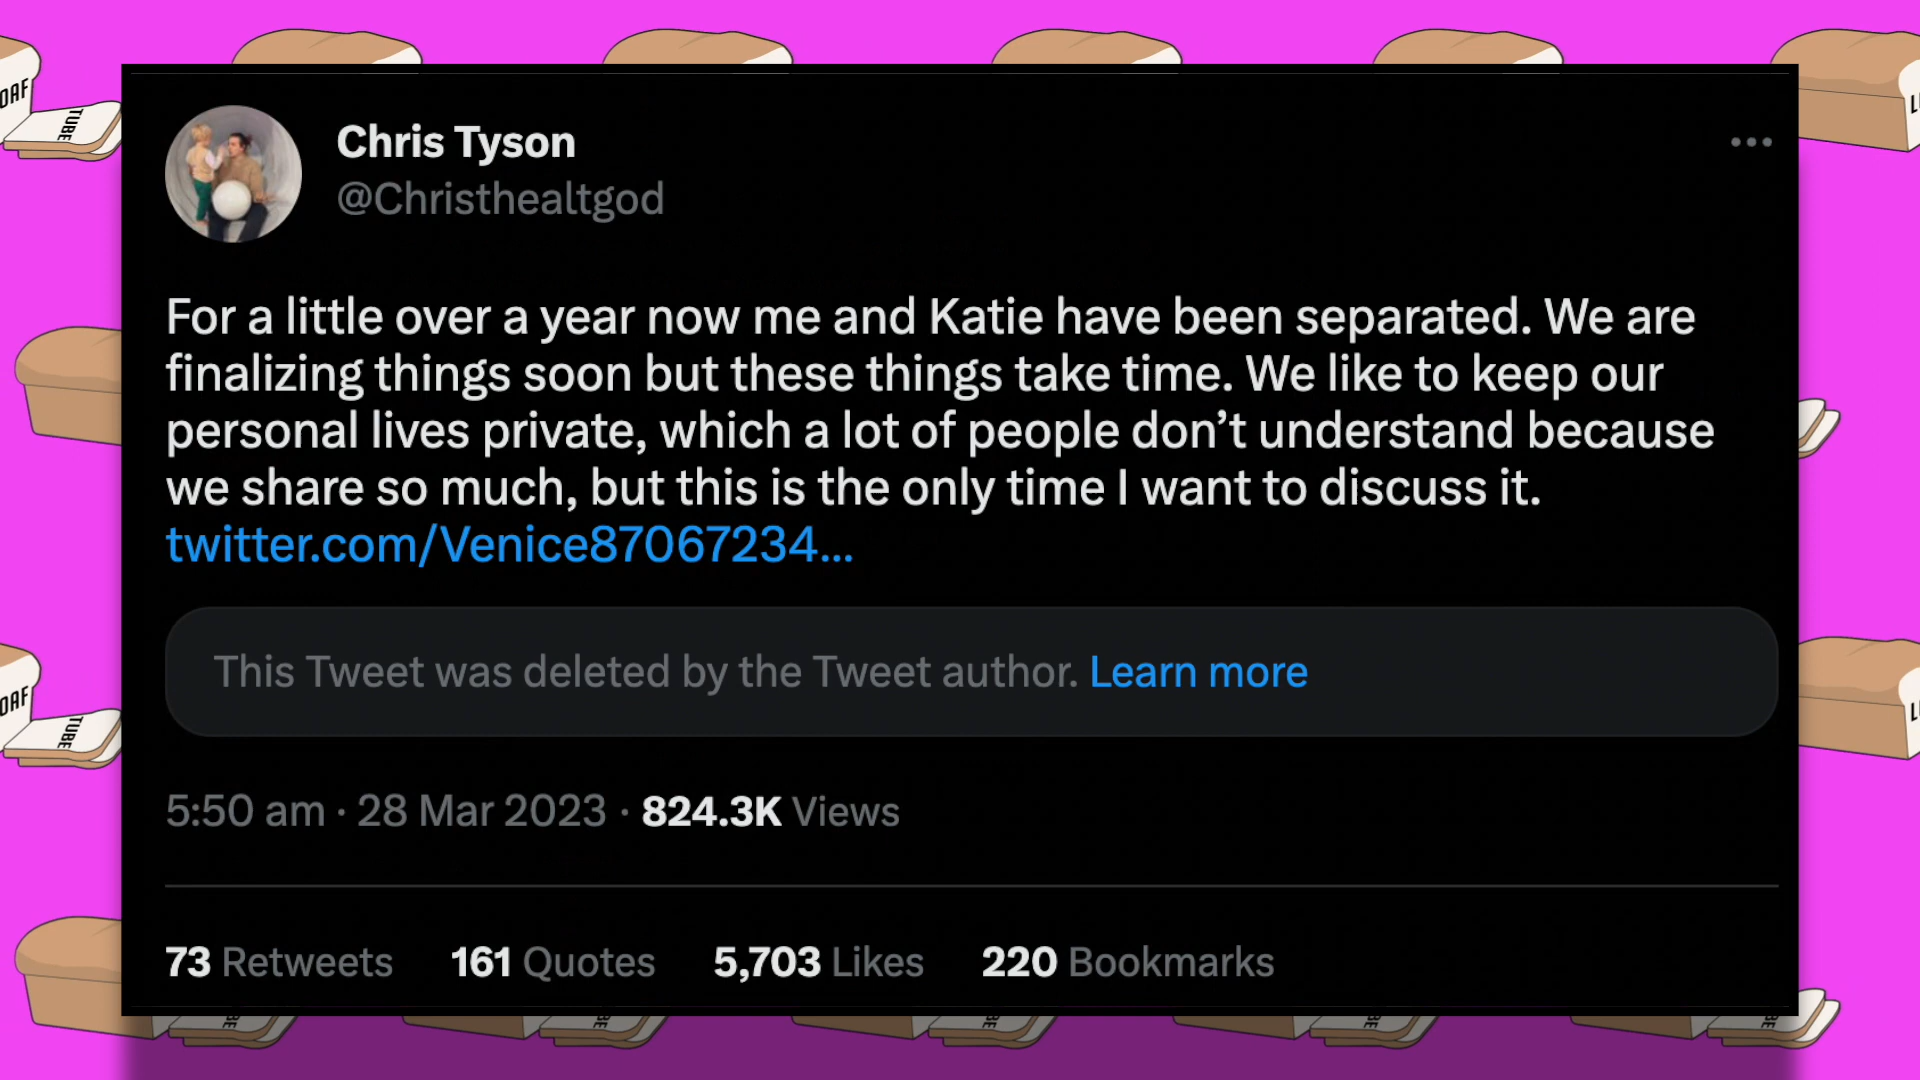 Chris Tyson
@Christhealtgod
For a little over a year now me and Katie have been separated. We are
finalizing things soon but these things take time. We like to keep our
personal lives private, which a lot of people don’t understand because
we share so much, but this is the only time I want to discuss it.
twitter.com/Venice87067234...
This Tweet was deleted by the Tweet author. Learn more
5:50 am · 28 Mar 2023 · 824.3K Views
73 Retweets 161 Quotes 5,703 Likes 220 Bookmarks
OAF
TUBE
OAF
TUBE